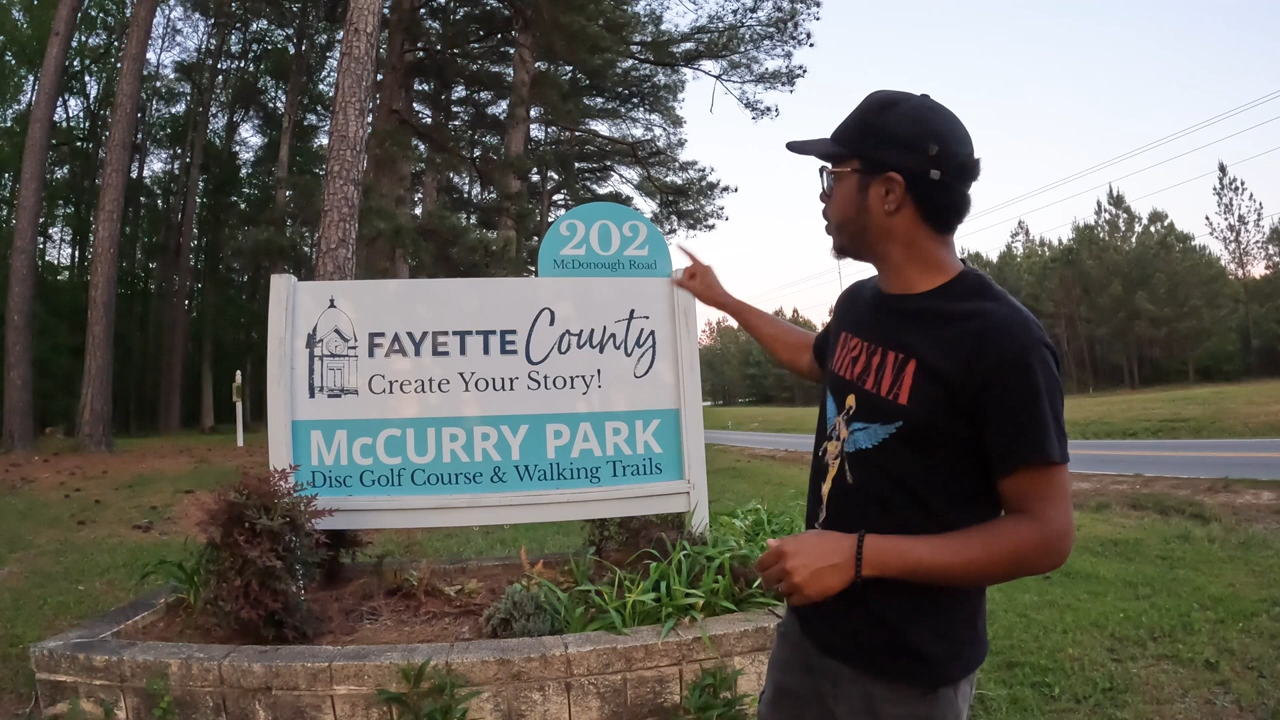 202
McDonough Road
FAYETTE County
Create Your Story!
McCURRY PARK
Disc Golf Course & Walking Trails
NIRVANA